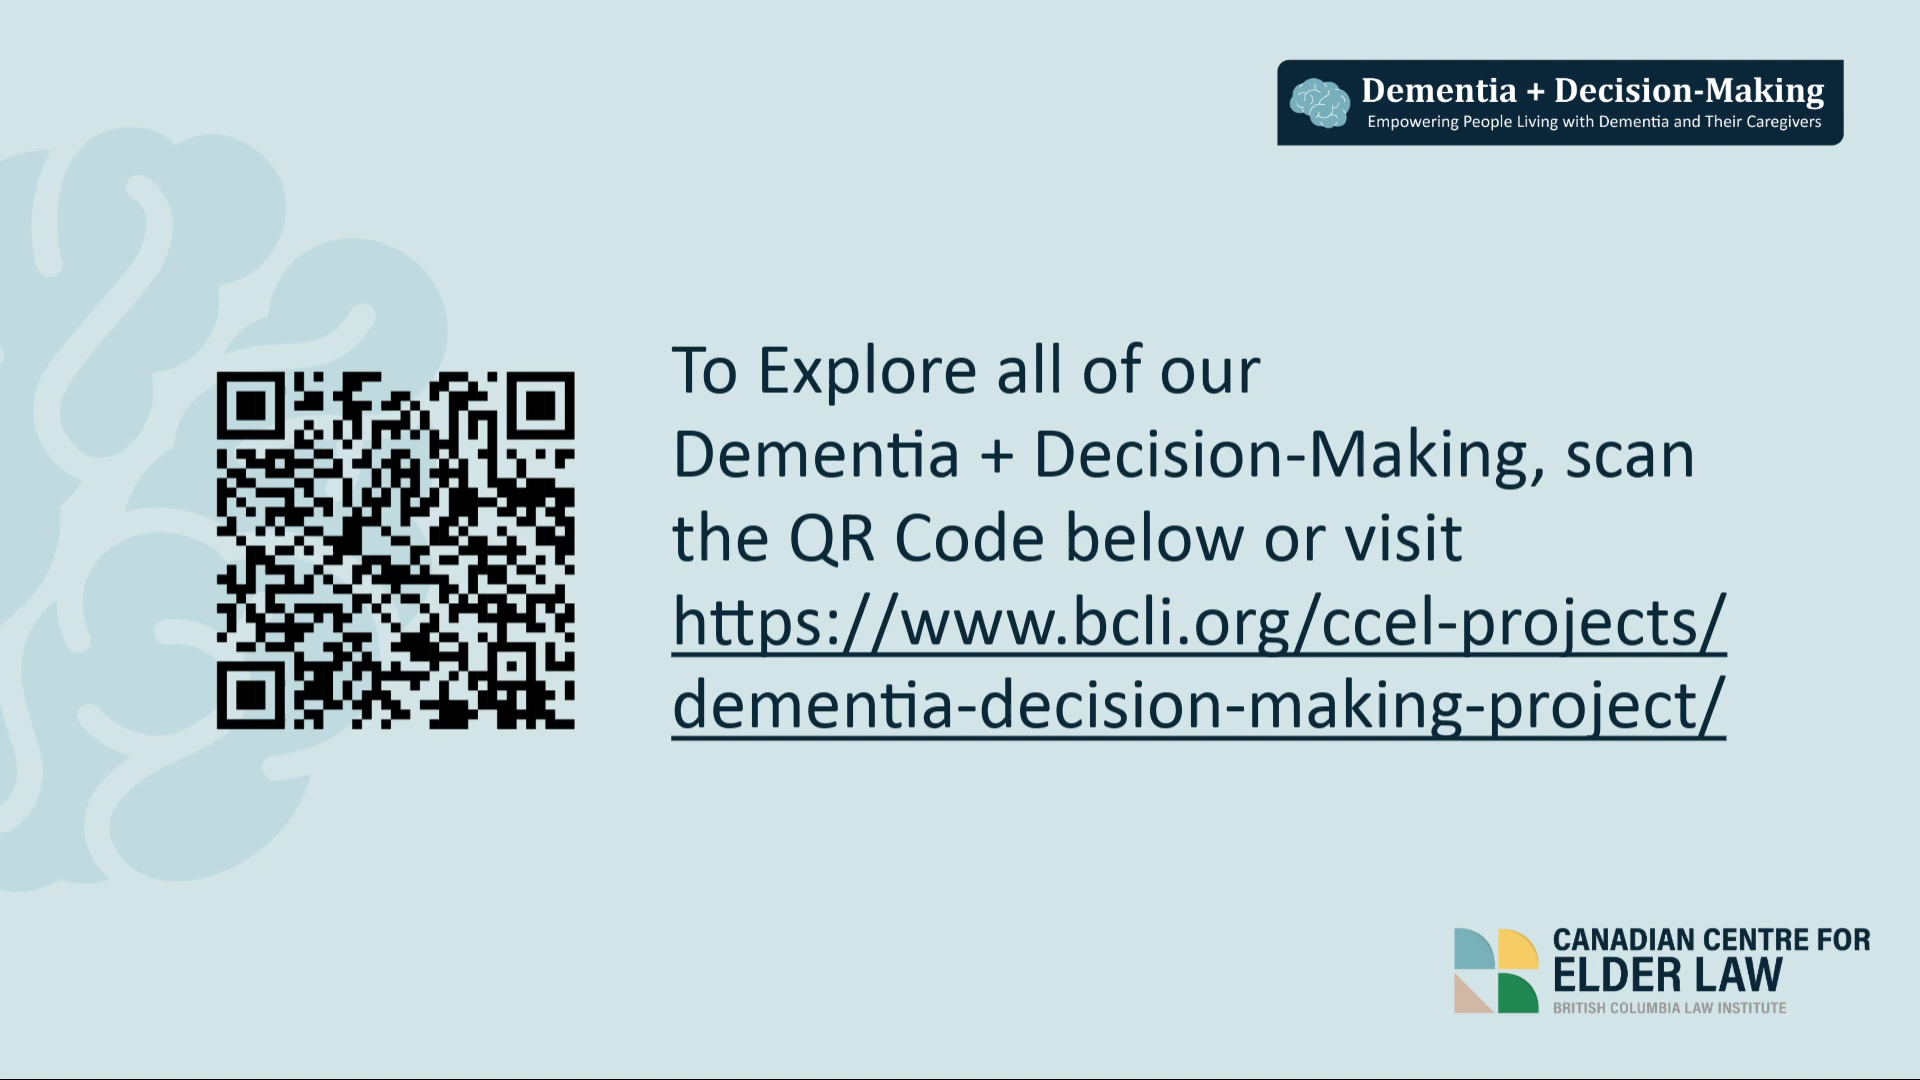 Dementia + Decision-Making
Empowering People Living with Dementia and Their Caregivers
To Explore all of our
Dementia + Decision-Making, scan
the QR Code below or visit
https://www.bcli.org/ccel-projects/
dementia-decision-making-project/
CANADIAN CENTRE FOR
ELDER LAW
BRITISH COLUMBIA LAW INSTITUTE